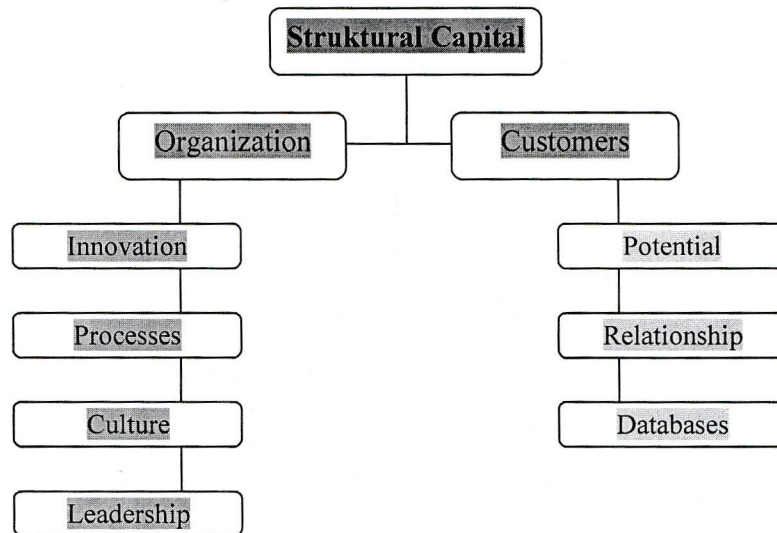 Struktural Capital
Organization
Customers
Innovation
Processes
Culture
Leadership
Potential
Relationship
Databases